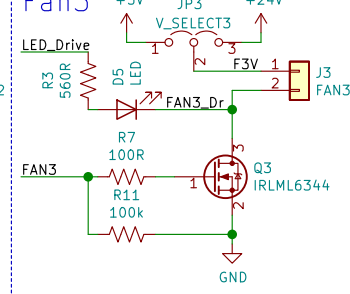 Fan3
+5V
JP3
+24V
V_SELECT3
1
3
2
LED_Drive
F3V
1
J3
R3
560R
D5
LED
2
FAN3
FAN3_Dr
R7
100R
3
Q3
FAN3
1
IRLML6344
R11
100k
2
GND
2